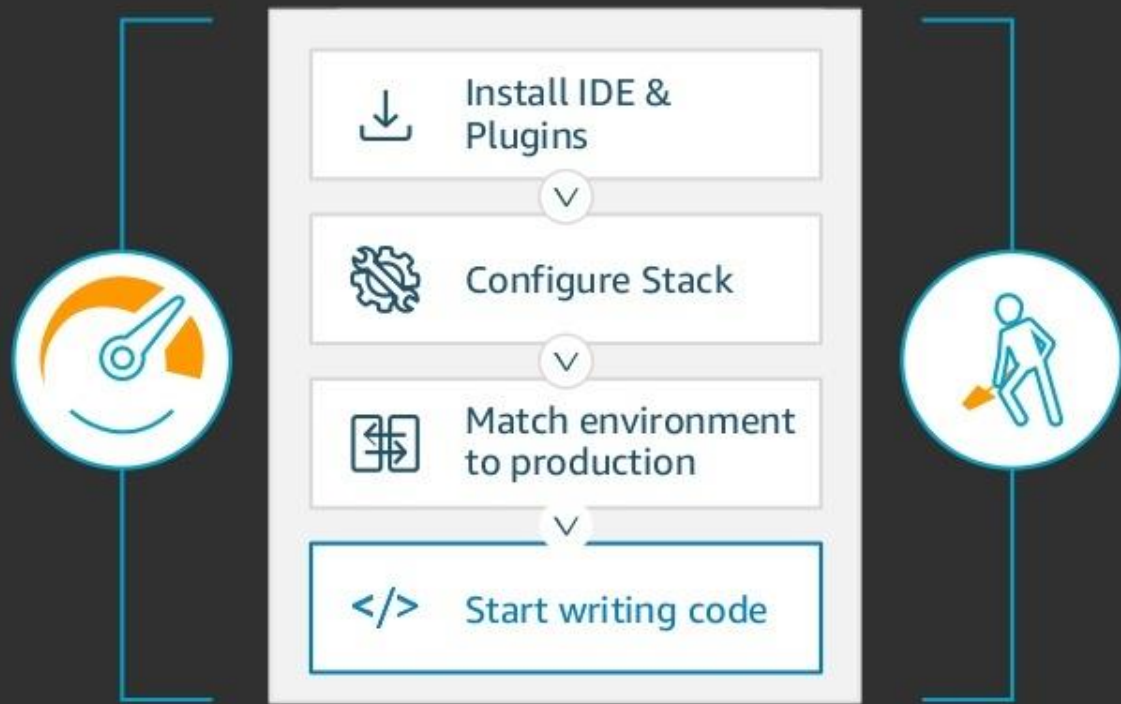 Install IDE &
Plugins
Configure Stack
Match environment
to production
</> Start writing code